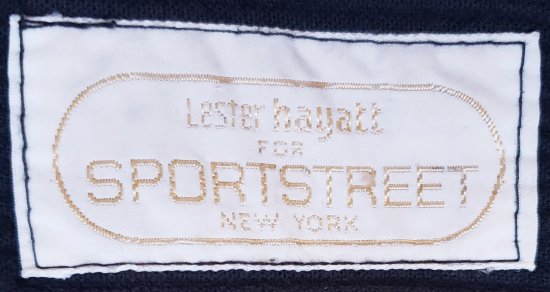 Lester hayatt
FOR
SPORTSTREET
NEW YORK